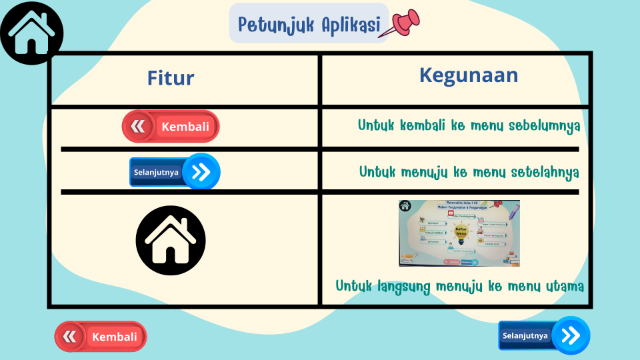 Petunjuk Aplikasi
Fitur
Kegunaan
Kembali
Untuk kembali ke menu sebelumnya
Selanjutnya
Untuk menuju ke menu setelahnya
Untuk langsung menuju ke menu utama
Kembali
Selanjutnya